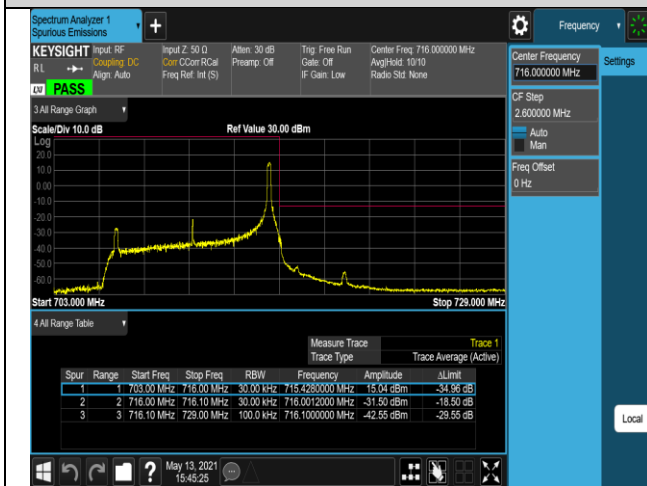 Spectrum Analyzer 1
Spurious Emissions
+
Frequency
KEYSIGHT
RL
LXI PASS
Input: RF
Coupling: DC
Align: Auto
Input Z: 50 Ω
Corr CCorr RCal
Freq Ref: Int (S)
Atten: 30 dB
Preamp: Off
Trig: Free Run
Gate: Off
IF Gain: Low
Center Freq: 716.000000 MHz
Avg|Hold: 10/10
Radio Std: None
Center Frequency
716.000000 MHz
Settings
CF Step
2.600000 MHz
Auto
Man
Freq Offset
0 Hz
3 All Range Graph
Scale/Div 10.0 dB Ref Value 30.00 dBm
Log
20.0
10.0
0.00
-10.0
-20.0
-30.0
-40.0
-50.0
-60.0
Start 703.000 MHz Stop 729.000 MHz
4 All Range Table
Measure Trace Trace 1
Trace Type Trace Average (Active)
Spur Range Start Freq Stop Freq RBW Frequency Amplitude ΔLimit
1 1 703.00 MHz 716.00 MHz 30.00 kHz 715.4280000 MHz 15.04 dBm -34.96 dB
2 2 716.00 MHz 716.10 MHz 30.00 kHz 716.0012000 MHz -31.50 dBm -18.50 dB
3 3 716.10 MHz 729.00 MHz 100.0 kHz 716.1000000 MHz -42.55 dBm -29.55 dB
Local
?
May 13, 2021
15:45:25